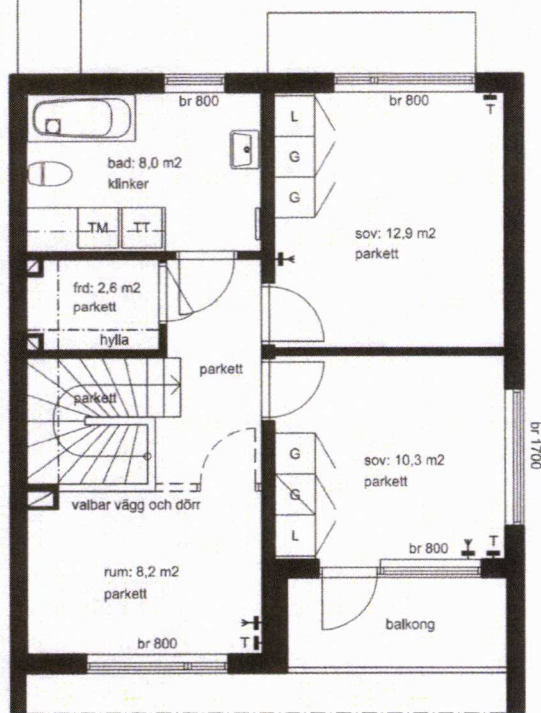 br 800
br 800
T
L
G
G
bad: 8,0 m2
klinker
TM
TT
sov: 12,9 m2
parkett
frd: 2,6 m2
parkett
hylla
parkett
parkett
G
G
L
sov: 10,3 m2
parkett
br 1700
valbar vägg och dörr
br 800
T
rum: 8,2 m2
parkett
balkong
br 800
T